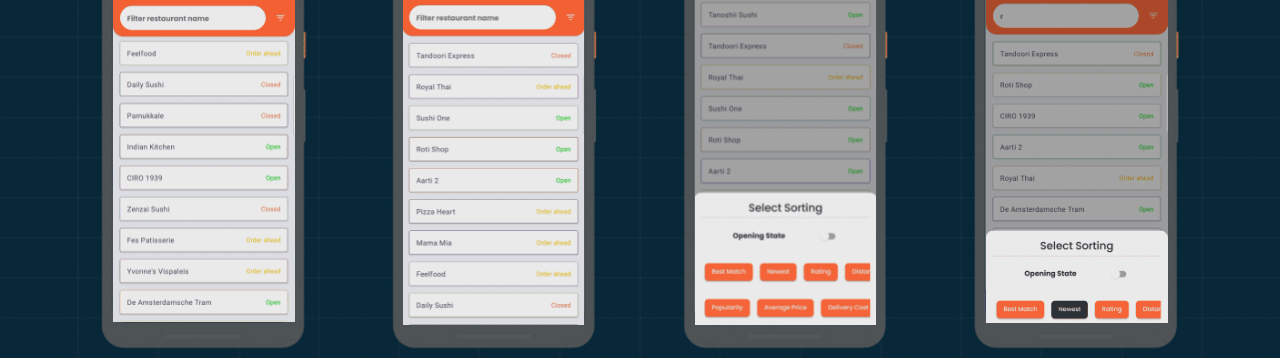 Filter restaurant name
Feelfood Order ahead
Daily Sushi Closed
Pamukkale Closed
Indian Kitchen Open
CIRO 1939 Open
Zenzai Sushi Closed
Fes Patisserie Order ahead
Yvonne's Vispaleis Order ahead
De Amsterdamsche Tram Open
Filter restaurant name
Tandoori Express Closed
Royal Thai Order ahead
Sushi One Open
Roti Shop Open
Aarti 2 Open
Pizza Heart Order ahead
Mama Mia Order ahead
Feelfood Order ahead
Daily Sushi Closed
Tanoshii Sushi Open
Tandoori Express Closed
Royal Thai Order ahead
Sushi One Open
Roti Shop Open
Aarti 2 Open
Select Sorting
Opening State
Best Match Newest Rating Distan
Popularity Average Price Delivery Cost
r
Tandoori Express Closed
Roti Shop Open
CIRO 1939 Open
Aarti 2 Open
Royal Thai Order ahead
De Amsterdamsche Tram Open
Select Sorting
Opening State
Best Match Newest Rating Distan